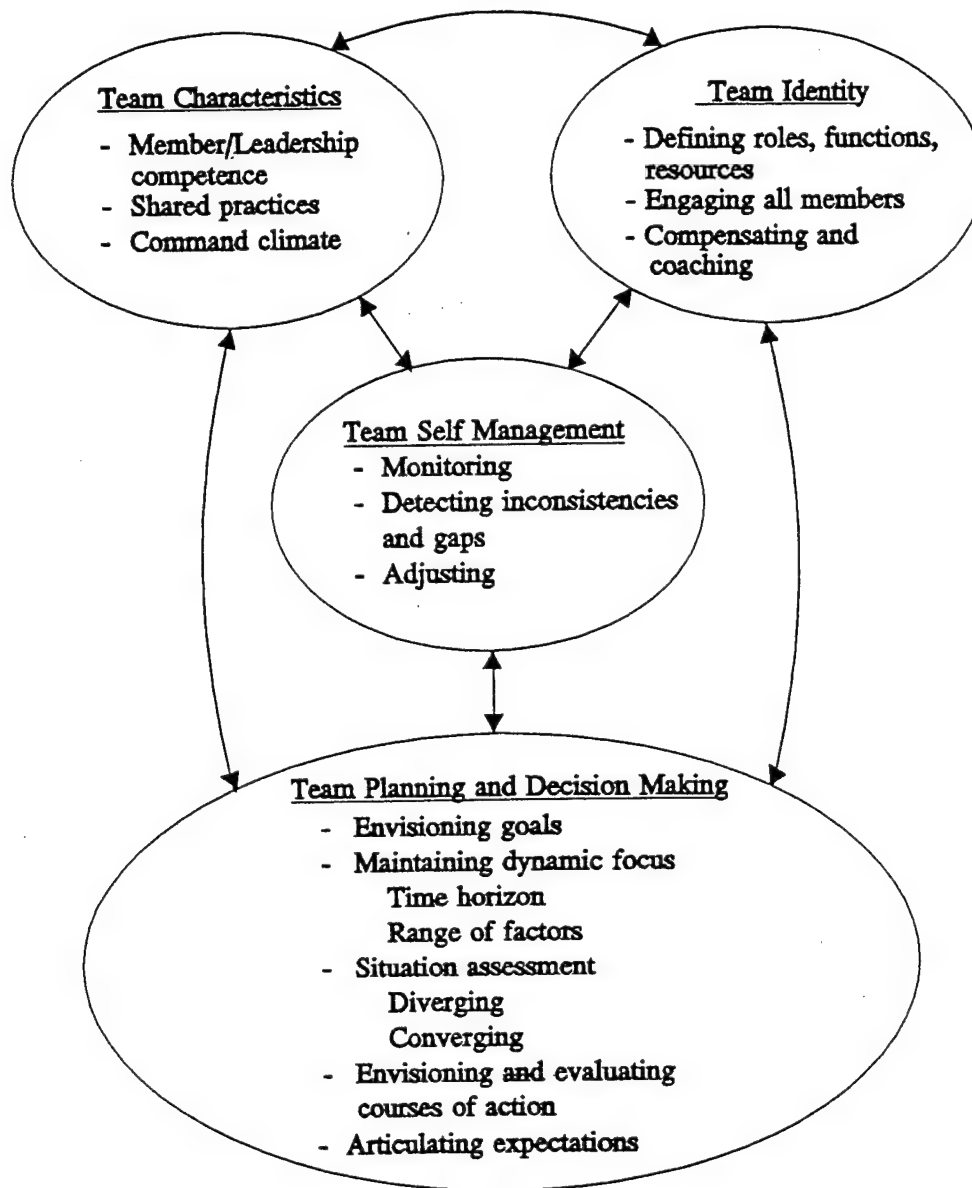 Team Characteristics
- Member/Leadership
competence
- Shared practices
- Command climate
Team Identity
- Defining roles, functions,
resources
- Engaging all members
- Compensating and
coaching
Team Self Management
- Monitoring
- Detecting inconsistencies
and gaps
- Adjusting
Team Planning and Decision Making
- Envisioning goals
- Maintaining dynamic focus
Time horizon
Range of factors
- Situation assessment
Diverging
Converging
- Envisioning and evaluating
courses of action
- Articulating expectations